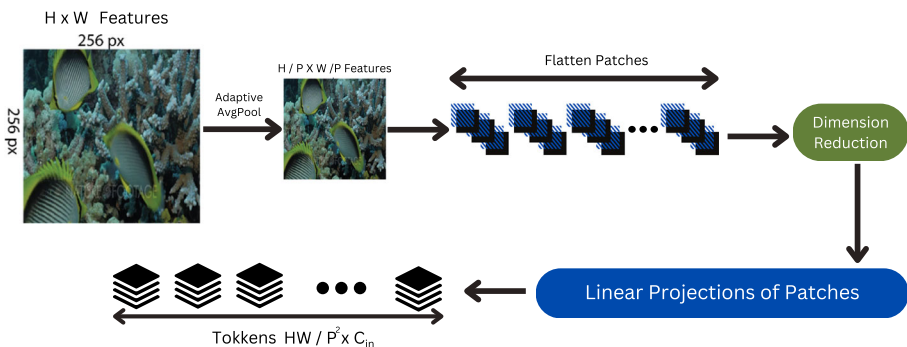 H x W Features
256 px
256 px
Adaptive
AvgPool
H / P X W /P Features
Flatten Patches
Dimension
Reduction
Linear Projections of Patches
Tokkens HW / P² x Cᵢₙ